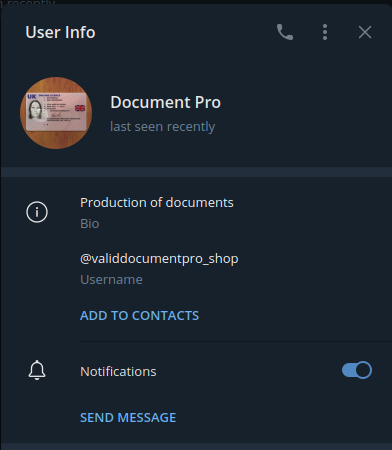 User Info
UK
Document Pro
last seen recently
Production of documents
Bio
@validdocumentpro_shop
Username
ADD TO CONTACTS
Notifications
SEND MESSAGE